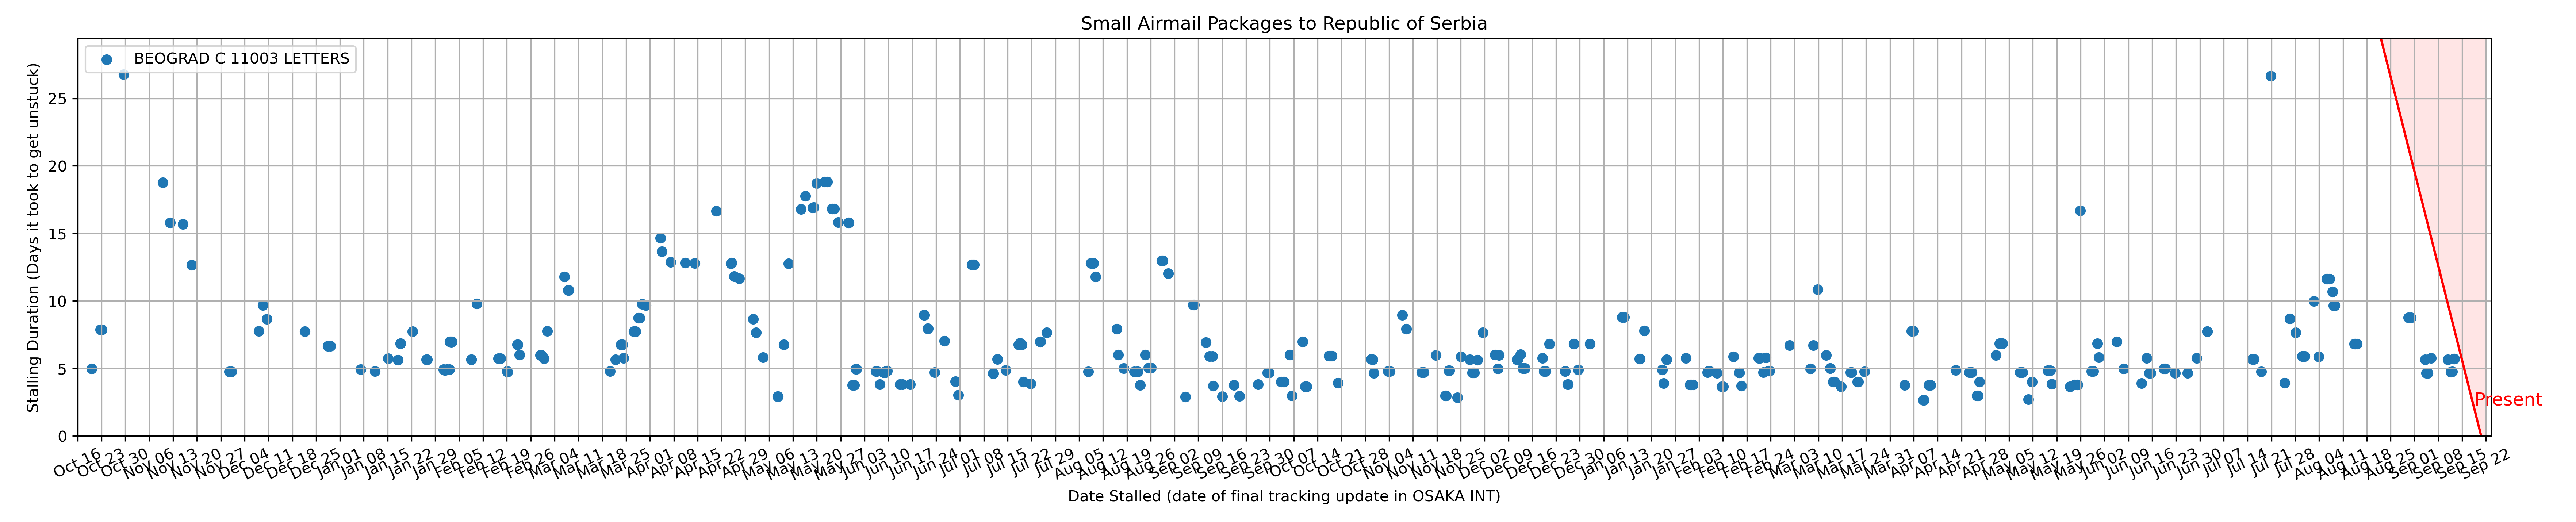 Small Airmail Packages to Republic of Serbia
BEOGRAD C 11003 LETTERS
Stalling Duration (Days it took to get unstuck)
25
20
15
10
5
0
Present
Oct 16 Oct 23 Oct 30 Nov 06 Nov 13 Nov 20 Nov 27 Dec 04 Dec 11 Dec 18 Dec 25 Jan 01 Jan 08 Jan 15 Jan 22 Jan 29 Feb 05 Feb 12 Feb 19 Feb 26 Mar 04 Mar 11 Mar 18 Mar 25 Apr 01 Apr 08 Apr 15 Apr 22 Apr 29 May 06 May 13 May 20 May 27 Jun 03 Jun 10 Jun 17 Jun 24 Jul 01 Jul 08 Jul 15 Jul 22 Jul 29 Aug 05 Aug 12 Aug 19 Aug 26 Sep 02 Sep 09 Sep 16 Sep 23 Sep 30 Oct 07 Oct 14 Oct 21 Oct 28 Nov 04 Nov 11 Nov 18 Nov 25 Dec 02 Dec 09 Dec 16 Dec 23 Dec 30 Jan 06 Jan 13 Jan 20 Jan 27 Feb 03 Feb 10 Feb 17 Feb 24 Mar 03 Mar 10 Mar 17 Mar 24 Mar 31 Apr 07 Apr 14 Apr 21 Apr 28 May 05 May 12 May 19 May 26 Jun 02 Jun 09 Jun 16 Jun 23 Jun 30 Jul 07 Jul 14 Jul 21 Jul 28 Aug 04 Aug 11 Aug 18 Aug 25 Sep 01 Sep 08 Sep 15 Sep 22
Date Stalled (date of final tracking update in OSAKA INT)